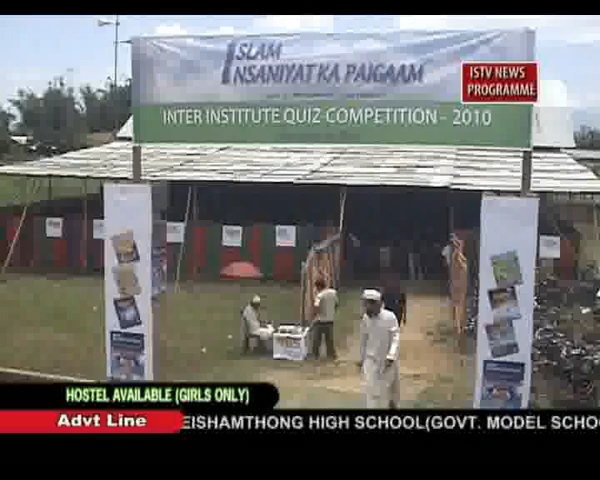 ISLAM
INSANIYAT KA PAIGAAM
INTER INSTITUTE QUIZ COMPETITION - 2010
ISTV NEWS
PROGRAMME
HOSTEL AVAILABLE (GIRLS ONLY)
Advt Line
EISHAMTHONG HIGH SCHOOL(GOVT. MODEL SCHOO